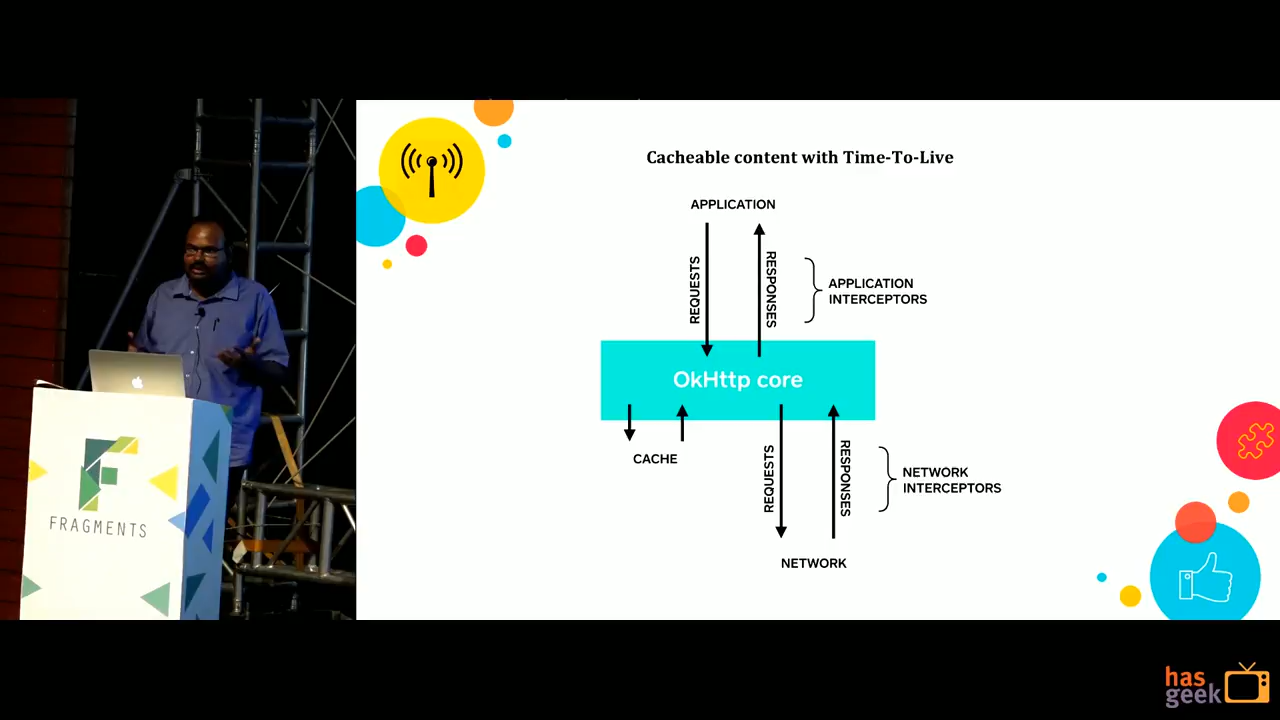 Cacheable content with Time-To-Live
APPLICATION
REQUESTS
RESPONSES
APPLICATION
INTERCEPTORS
OkHttp core
CACHE
REQUESTS
RESPONSES
NETWORK
INTERCEPTORS
NETWORK
F
FRAGMENTS
has
geek